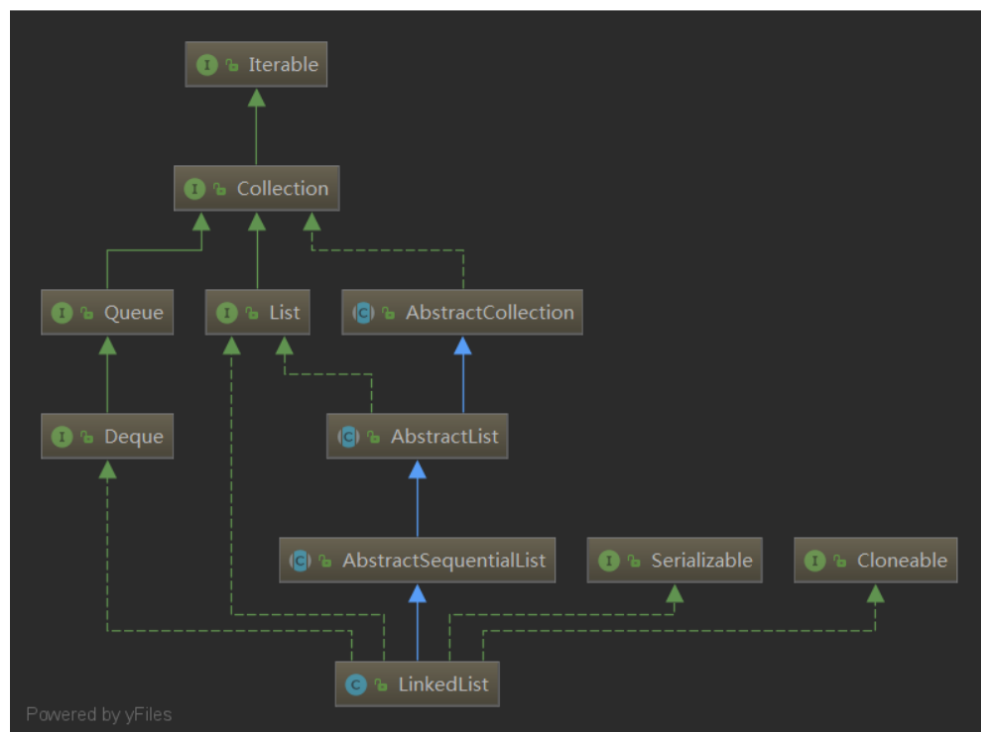 I Iterable
I Collection
I Queue
I List
C AbstractCollection
I Deque
C AbstractList
C AbstractSequentialList
I Serializable
I Cloneable
C LinkedList
Powered by yFiles